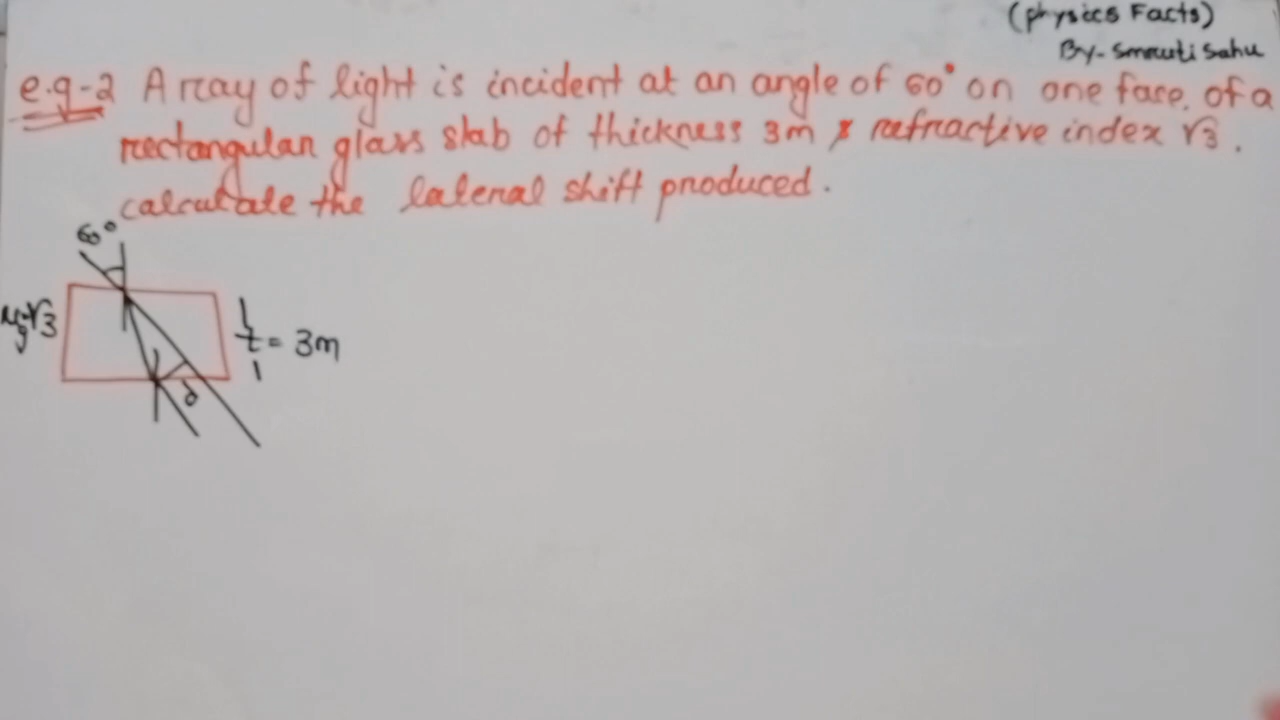 (physics Facts)
By- Smruti Sahu
e.g-2 A ray of light is incident at an angle of 60° on one face of a
rectangular glass slab of thickness 3m & refractive index √3.
calculate the lateral shift produced.
60°
μg=√3
t = 3m
d